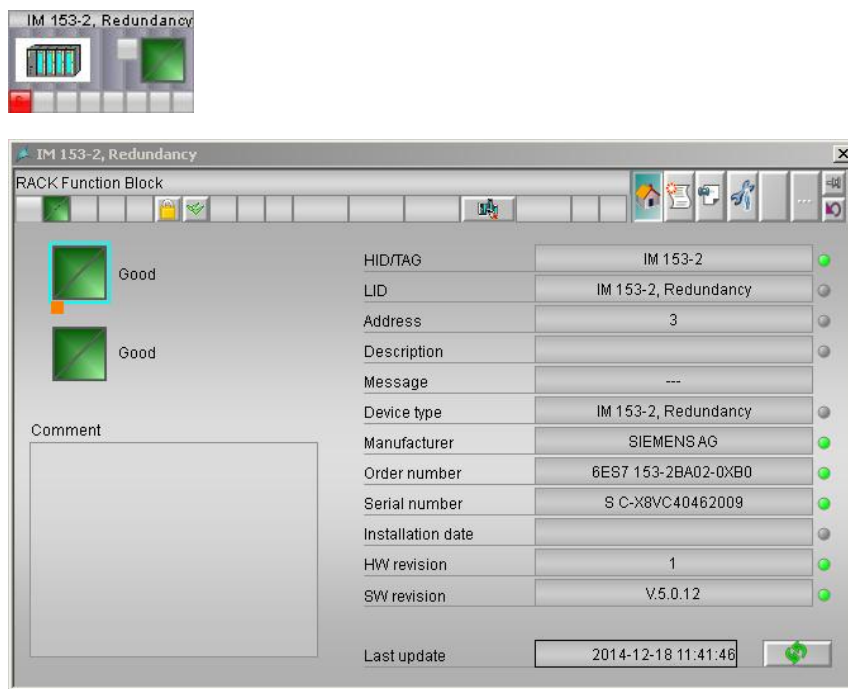 IM 153-2, Redundancy
S
IM 153-2, Redundancy
RACK Function Block
...
Good
Good
Comment
HID/TAG IM 153-2
LID IM 153-2, Redundancy
Address 3
Description
Message ---
Device type IM 153-2, Redundancy
Manufacturer SIEMENS AG
Order number 6ES7 153-2BA02-0XB0
Serial number S C-X8VC40462009
Installation date
HW revision 1
SW revision V.5.0.12
Last update 2014-12-18 11:41:46